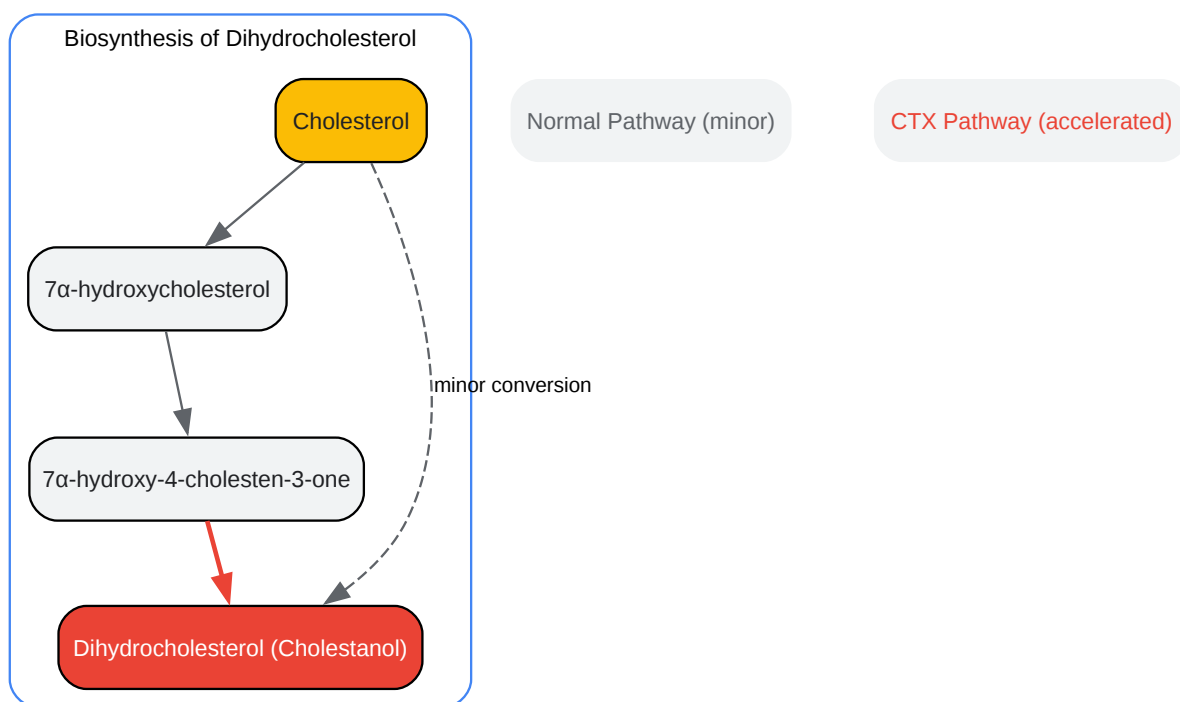 Biosynthesis of Dihydrocholesterol
Cholesterol
Normal Pathway (minor)
CTX Pathway (accelerated)
7α-hydroxycholesterol
minor conversion
7α-hydroxy-4-cholesten-3-one
Dihydrocholesterol (Cholestanol)